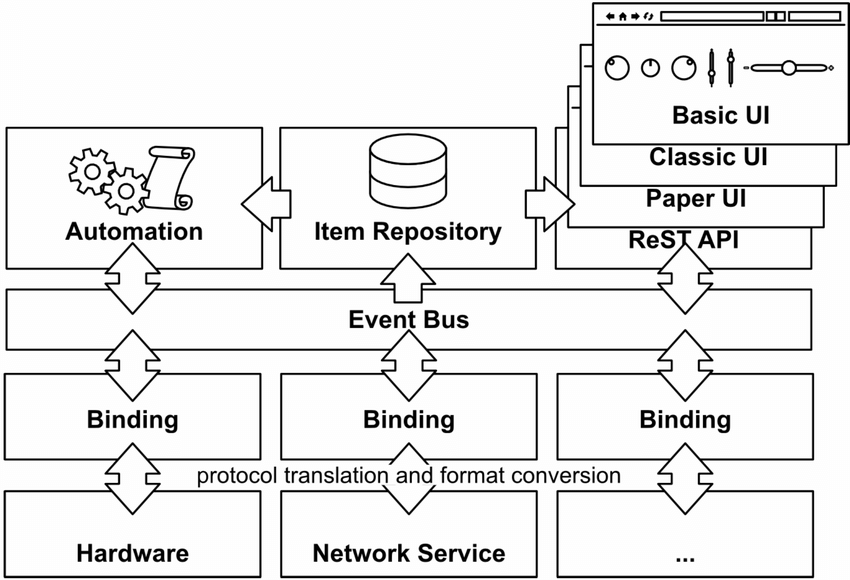 Basic UI
Classic UI
Paper UI
Automation
Item Repository
ReST API
Event Bus
Binding
Binding
Binding
protocol translation and format conversion
Hardware
Network Service
...